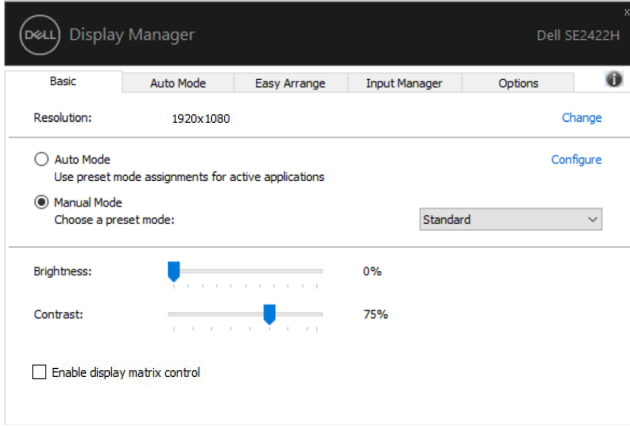 x
DELL Display Manager
Dell SE2422H
Basic Auto Mode Easy Arrange Input Manager Options i
Resolution: 1920x1080 Change
Auto Mode Configure
Use preset mode assignments for active applications
Manual Mode
Choose a preset mode: Standard
Brightness: 0%
Contrast: 75%
Enable display matrix control